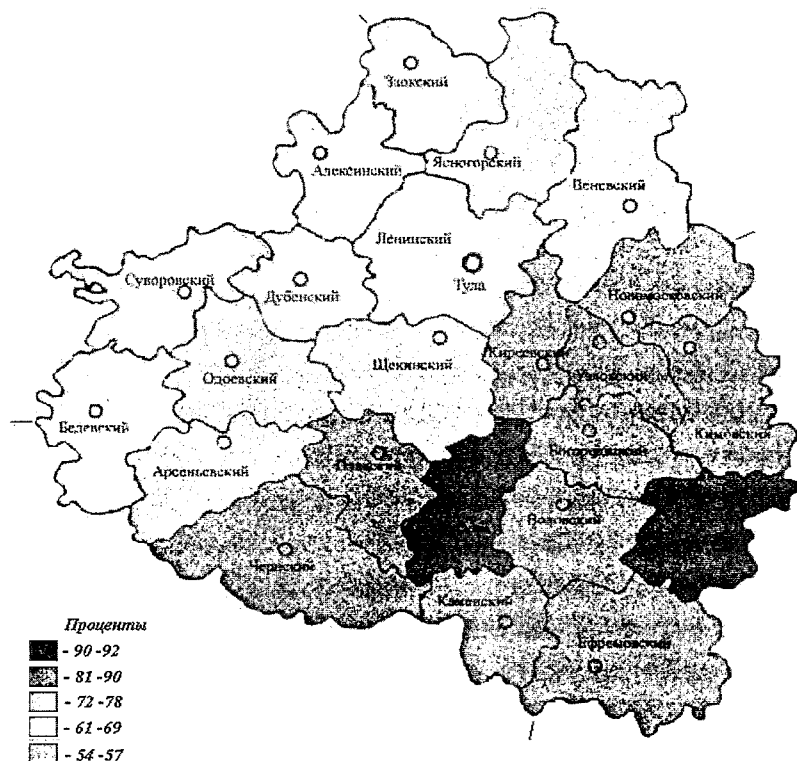 Заокский
Алексинский
Ясногорский
Веневский
Ленинский
Тула
Суворовский
Дубенский
Новомосковский
Щекинский
Киреевский
Узловский
Одоевский
Белевский
Кимовский
Арсеньевский
Плавский
Богородицкий
Воловский
Чернский
Каменский
Ефремовский
Проценты
- 90 -92
- 81 -90
- 72 -78
- 61 -69
- 54 -57